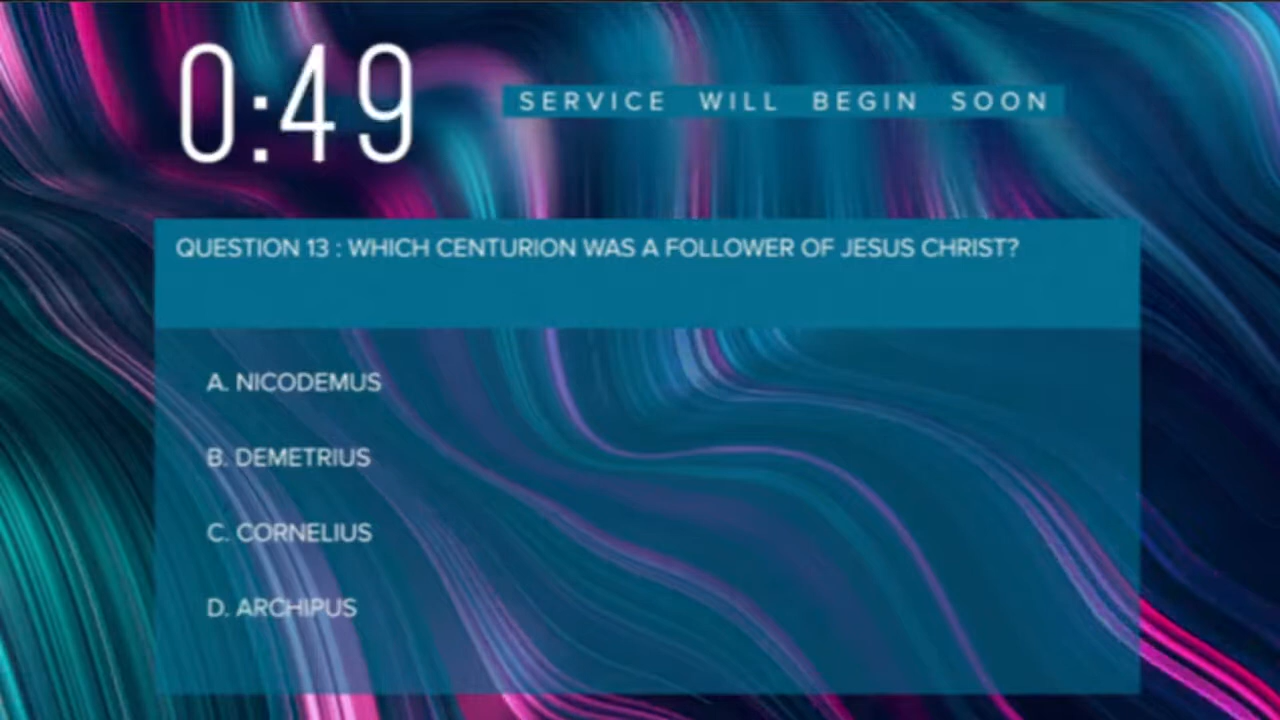 0:49
SERVICE WILL BEGIN SOON
QUESTION 13 : WHICH CENTURION WAS A FOLLOWER OF JESUS CHRIST?
A. NICODEMUS
B. DEMETRIUS
C. CORNELIUS
D. ARCHIPUS